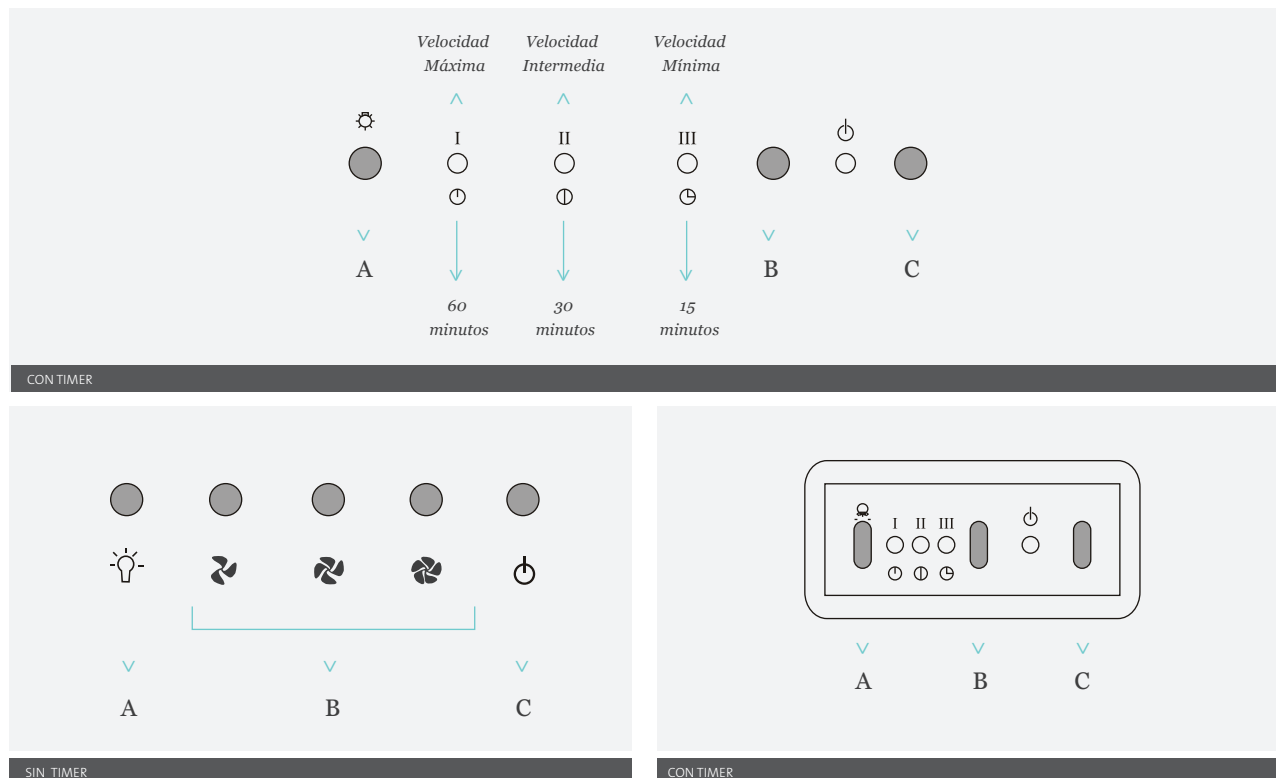 Velocidad Máxima
Velocidad Intermedia
Velocidad Mínima
I II III
A
B
C
60 minutos
30 minutos
15 minutos
CON TIMER
A B C
SIN TIMER
I II III
A B C
CON TIMER